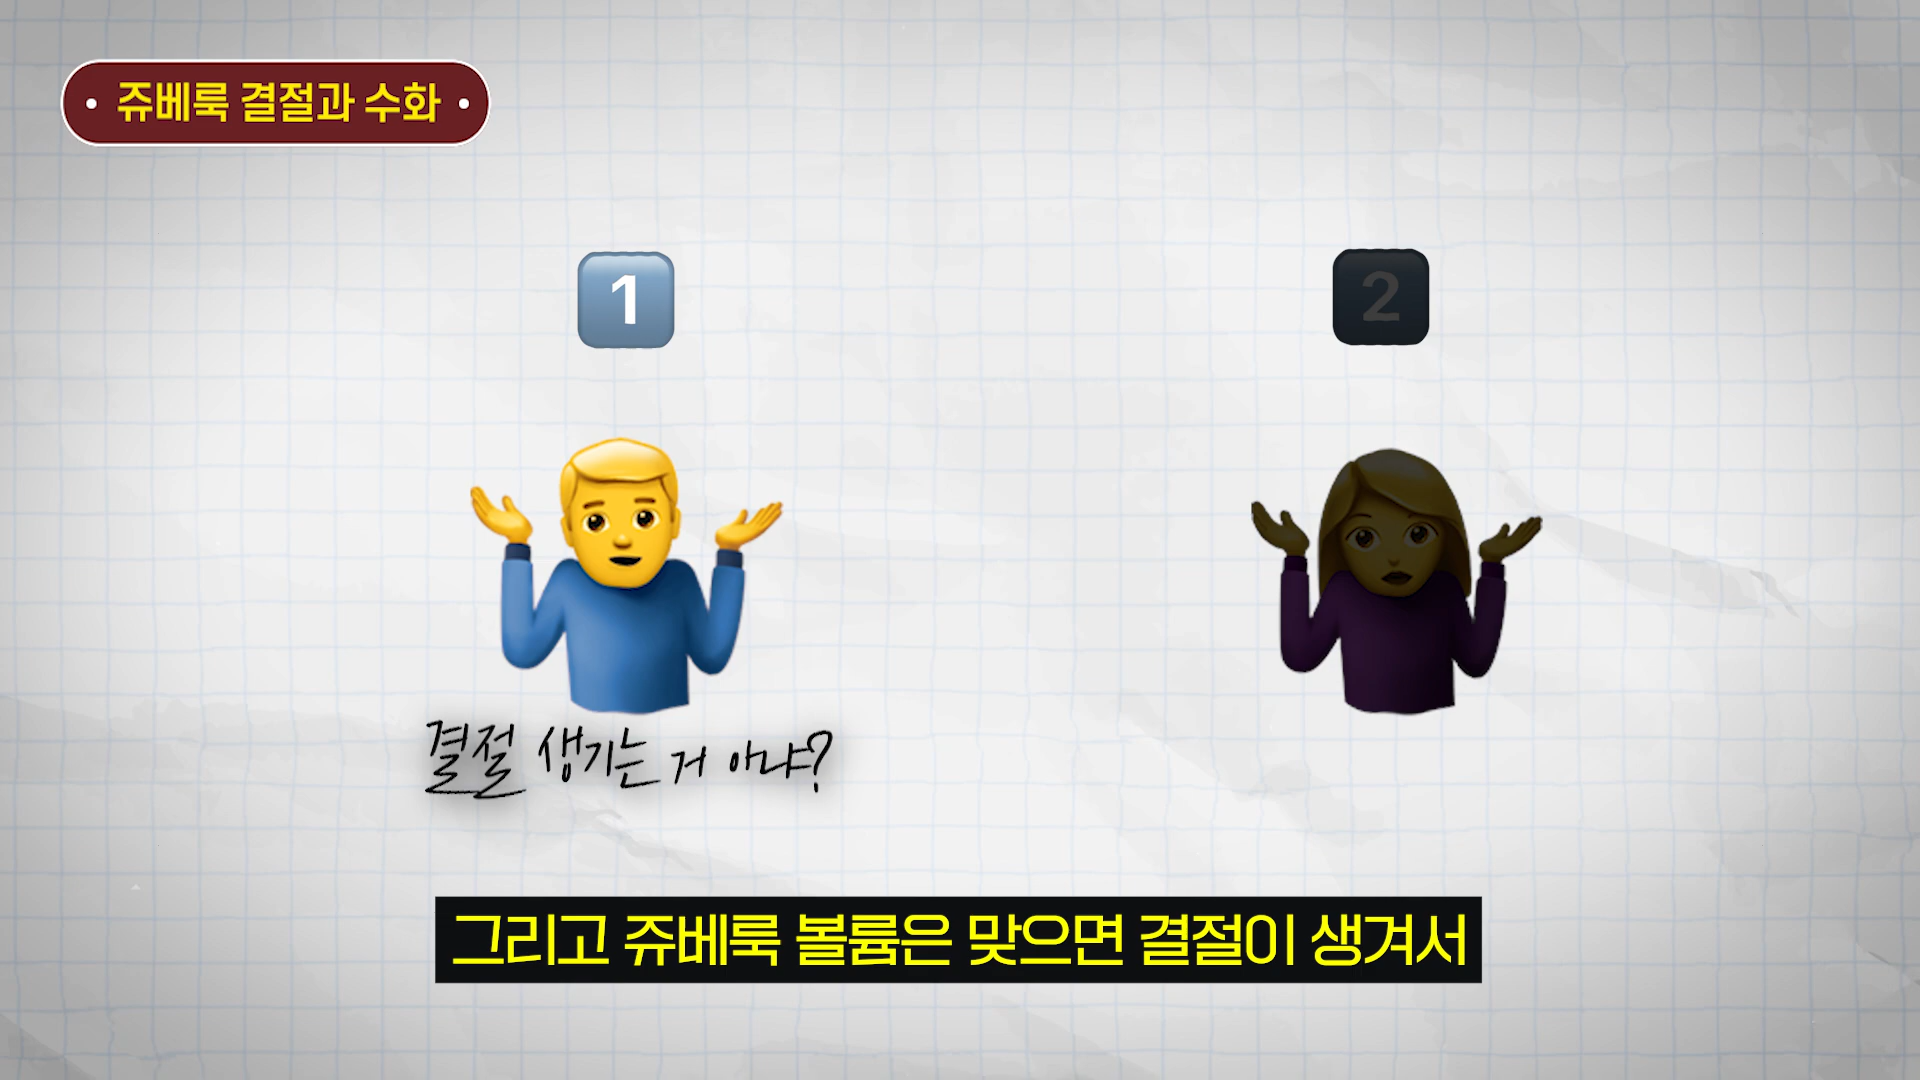 • 쥬베룩 결절과 수화 •
1
2
결절 생기는 거 아냐?
그리고 쥬베룩 볼륨은 맞으면 결절이 생겨서